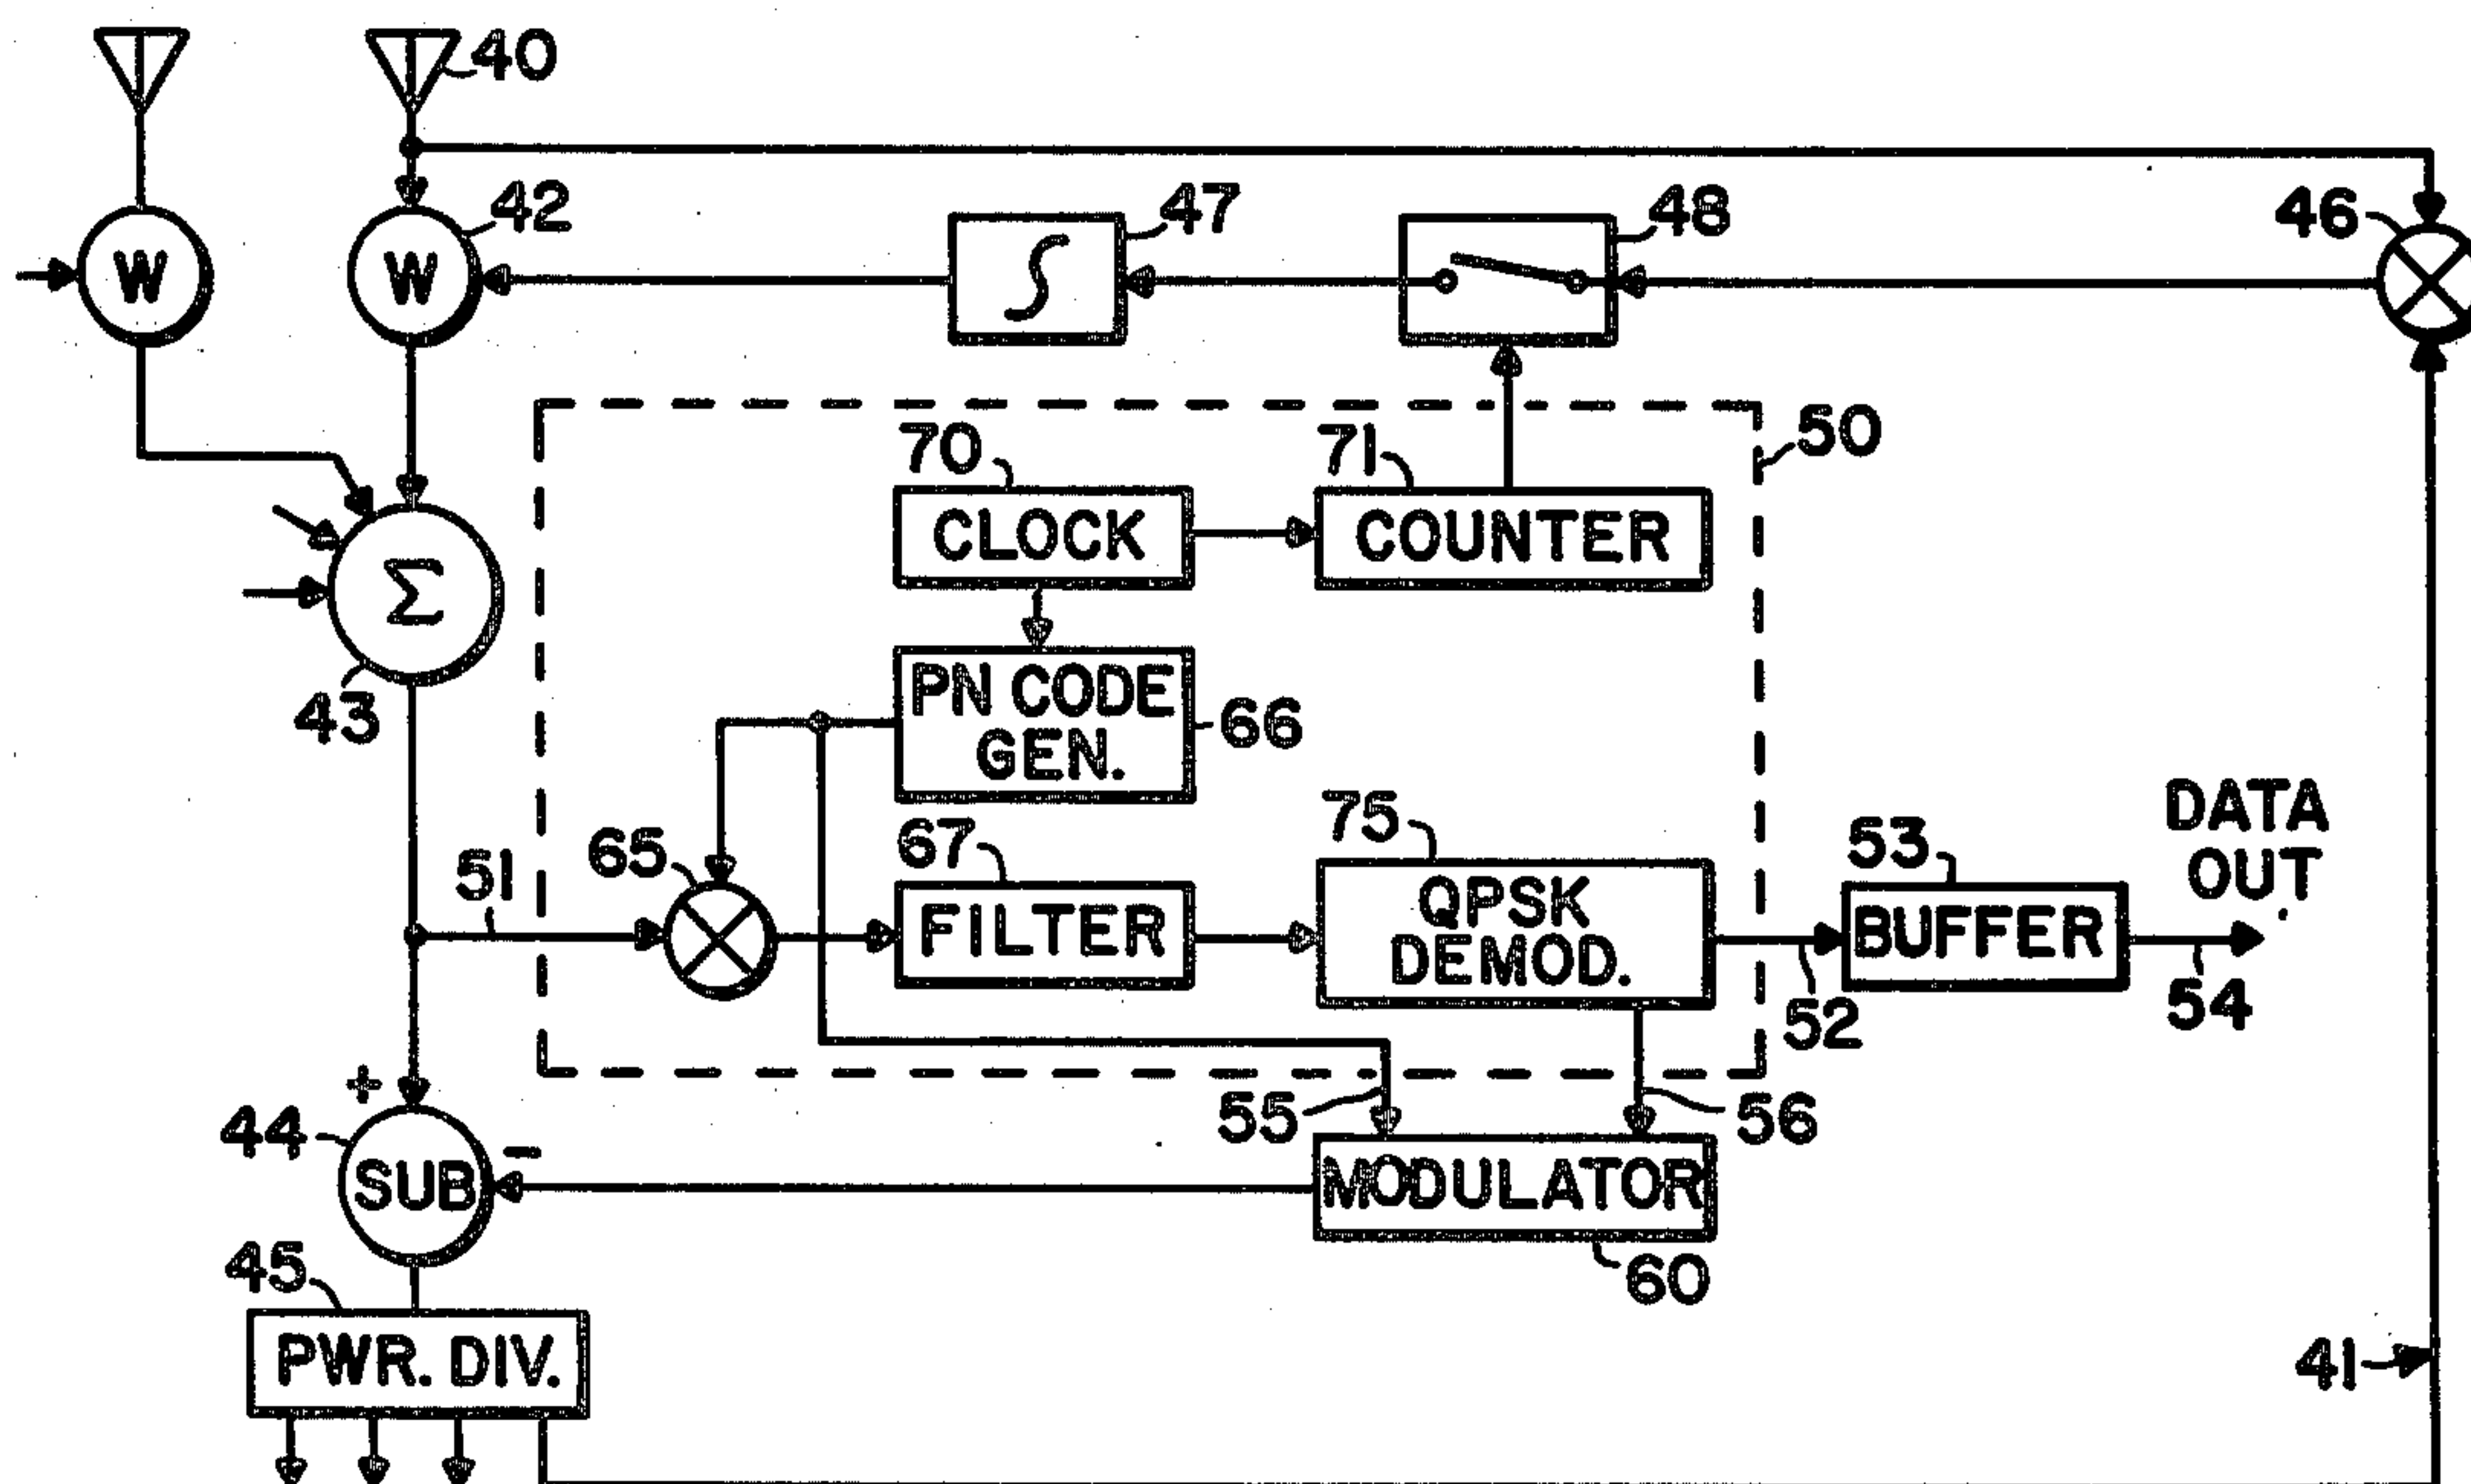 40
42
47
48
46
W
W
∫
50
70
71
CLOCK
COUNTER
Σ
43
PN CODE
GEN.
66
DATA
OUT
75
53
67
65
51
QPSK
DEMOD.
FILTER
BUFFER
54
52
+
-
44
SUB
55
56
MODULATOR
60
45
PWR. DIV.
41